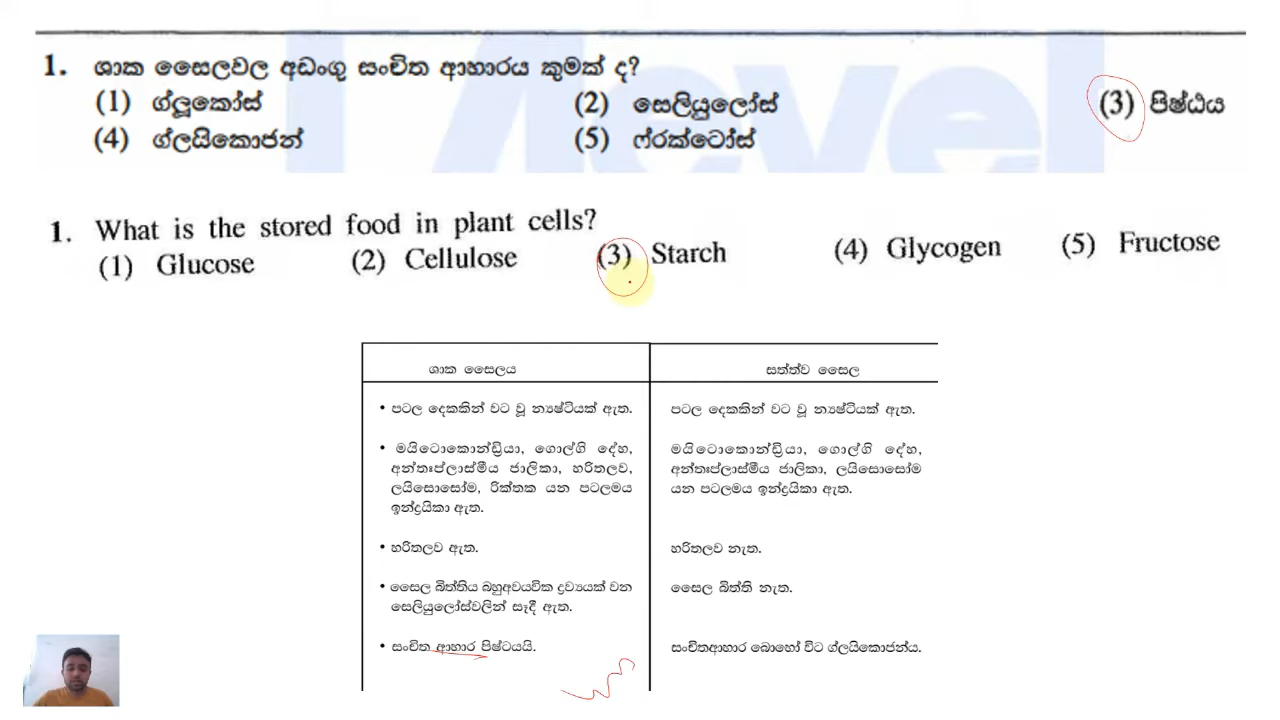 1. ශාක සෛලවල අඩංගු සංචිත ආහාරය කුමක් ද?
(1) ග්ලූකෝස් (2) සෙලියුලෝස් (3) පිෂ්ඨය
(4) ග්ලයිකොජන් (5) ෆ්රක්ටෝස්
1. What is the stored food in plant cells?
(1) Glucose (2) Cellulose (3) Starch (4) Glycogen (5) Fructose
ශාක සෛලය
• පටල දෙකකින් වට වූ න්‍යෂ්ටියක් ඇත.
• මයිටොකොන්ඩ්‍රියා, ගොල්ගි දේහ,
අන්තඃප්ලාස්මීය ජාලිකා, හරිතලව,
ලයිසොසෝම, රික්තක යන පටලමය
ඉන්ද්‍රයිකා ඇත.
• හරිතලව ඇත.
• සෛල බිත්තිය බහුඅවයවික ද්‍රව්‍යයක් වන
සෙලියුලෝස්වලින් සෑදී ඇත.
• සංචිත ආහාර පිෂ්ටයයි.
සත්ත්ව සෛල
පටල දෙකකින් වට වූ න්‍යෂ්ටියක් ඇත.
මයිටොකොන්ඩ්‍රියා, ගොල්ගි දේහ,
අන්තඃප්ලාස්මීය ජාලිකා, ලයිසොසෝම
යන පටලමය ඉන්ද්‍රයිකා ඇත.
හරිතලව නැත.
සෛල බිත්ති නැත.
සංචිතආහාර බොහෝ විට ග්ලයිකොජන්ය.